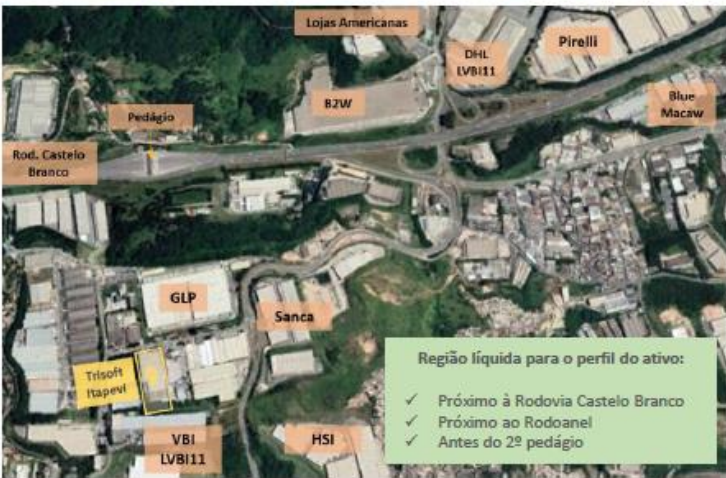 Lojas Americanas
DHL
LVBI11
Pirelli
B2W
Blue
Macaw
Pedágio
Rod. Castelo
Branco
GLP
Sanca
Trisoft
Itapevi
VBI
LVBI11
HSI
Região líquida para o perfil do ativo:
✓ Próximo à Rodovia Castelo Branco
✓ Próximo ao Rodoanel
✓ Antes do 2º pedágio